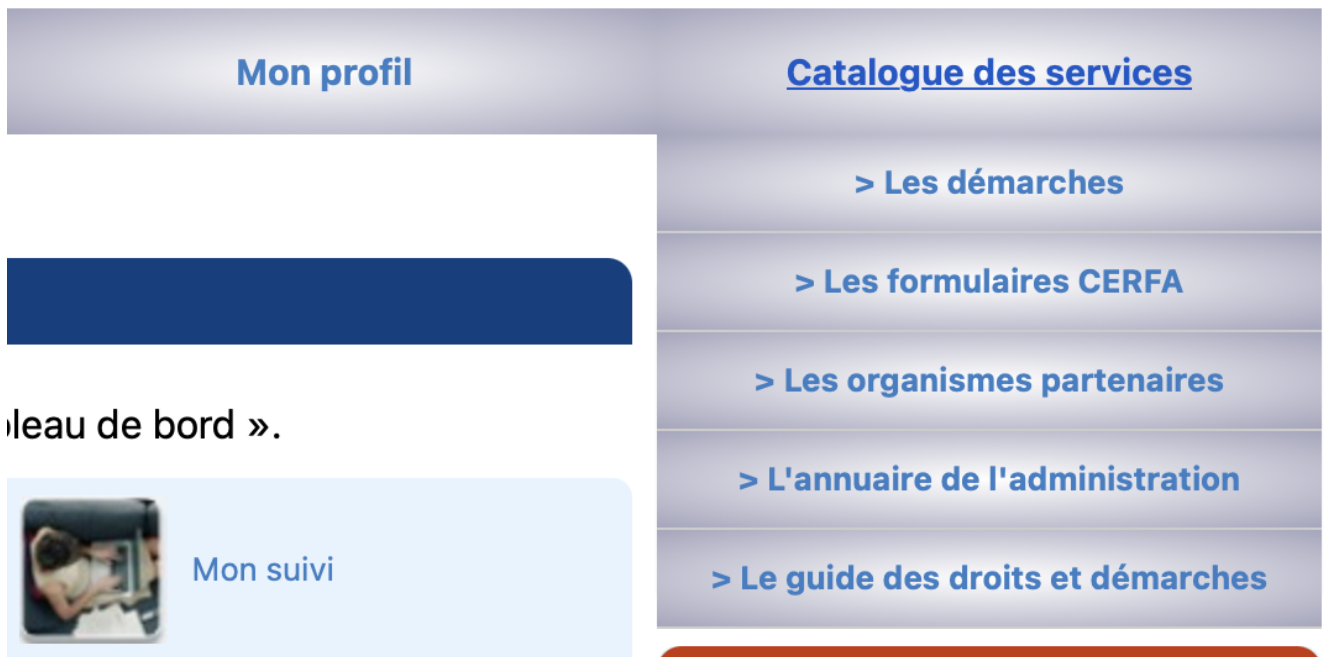 Mon profil
Catalogue des services
> Les démarches
> Les formulaires CERFA
> Les organismes partenaires
> L'annuaire de l'administration
> Le guide des droits et démarches
de bord ».
Mon suivi